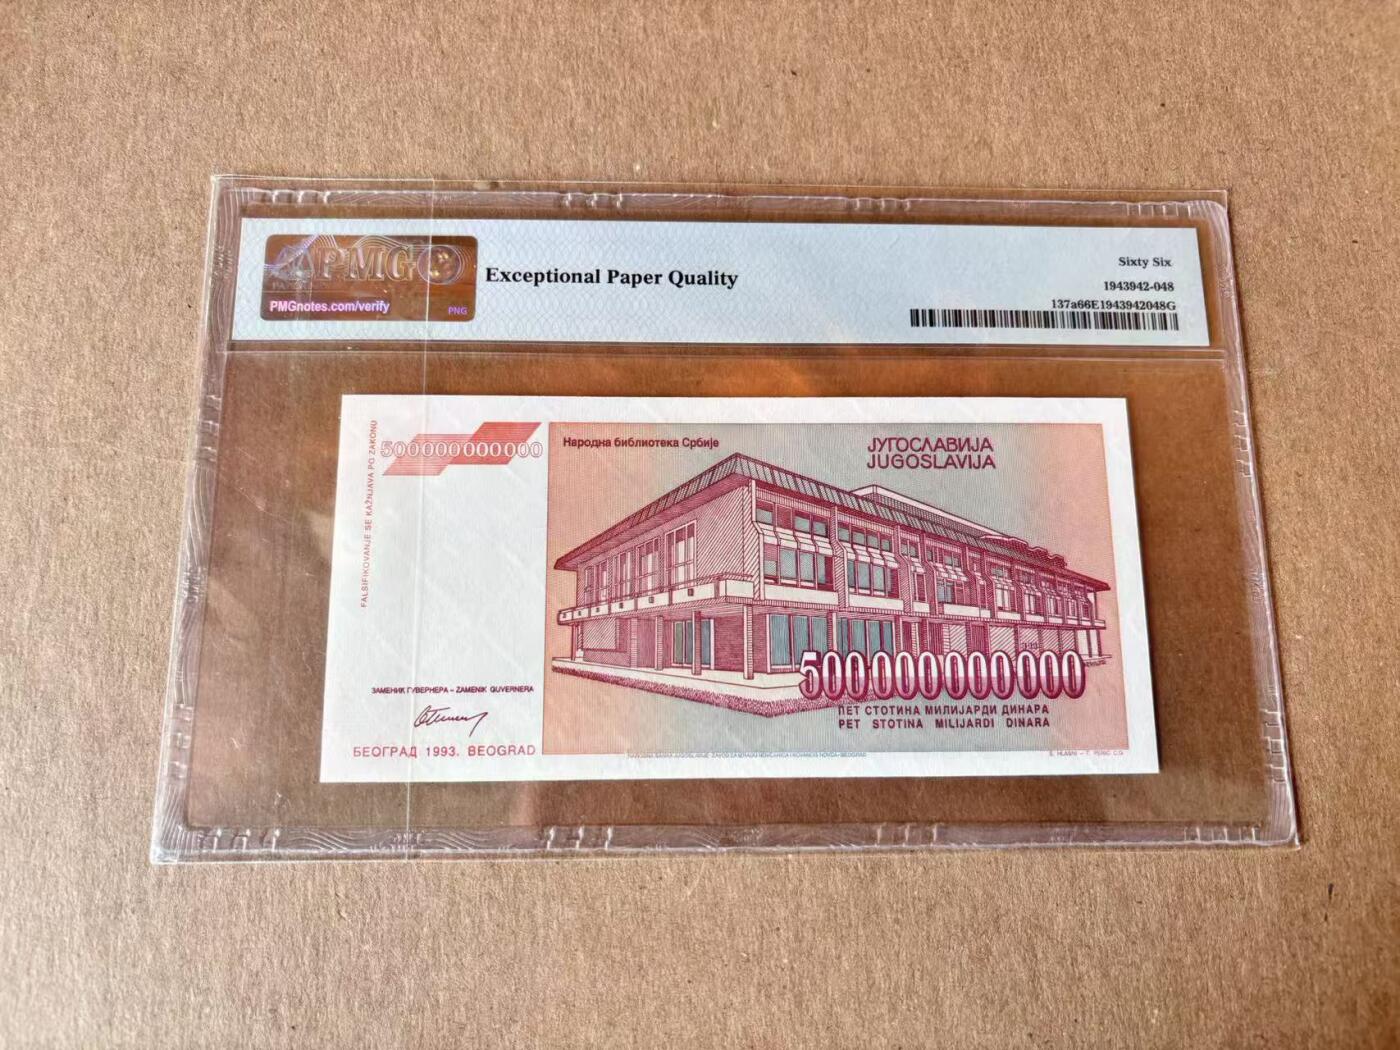 PMG
PMGnotes.com/verify
PNG
Exceptional Paper Quality
Sixty Six
1943942-048
137a66E1943942048G
500000000000
FALSIFIKOVANJE SE KAŽNJAVA PO ZAKONU
Народна библиотека Србије
ЈУГОСЛАВИЈА
JUGOSLAVIJA
500000000000
ПЕТ СТОТИНА МИЛИЈАРДИ ДИНАРА
PET STOTINA MILIJARDI DINARA
ЗАМЕНИК ГУВЕРНЕРА – ZAMENIK GUVERNERA
БЕОГРАД 1993. BEOGRAD